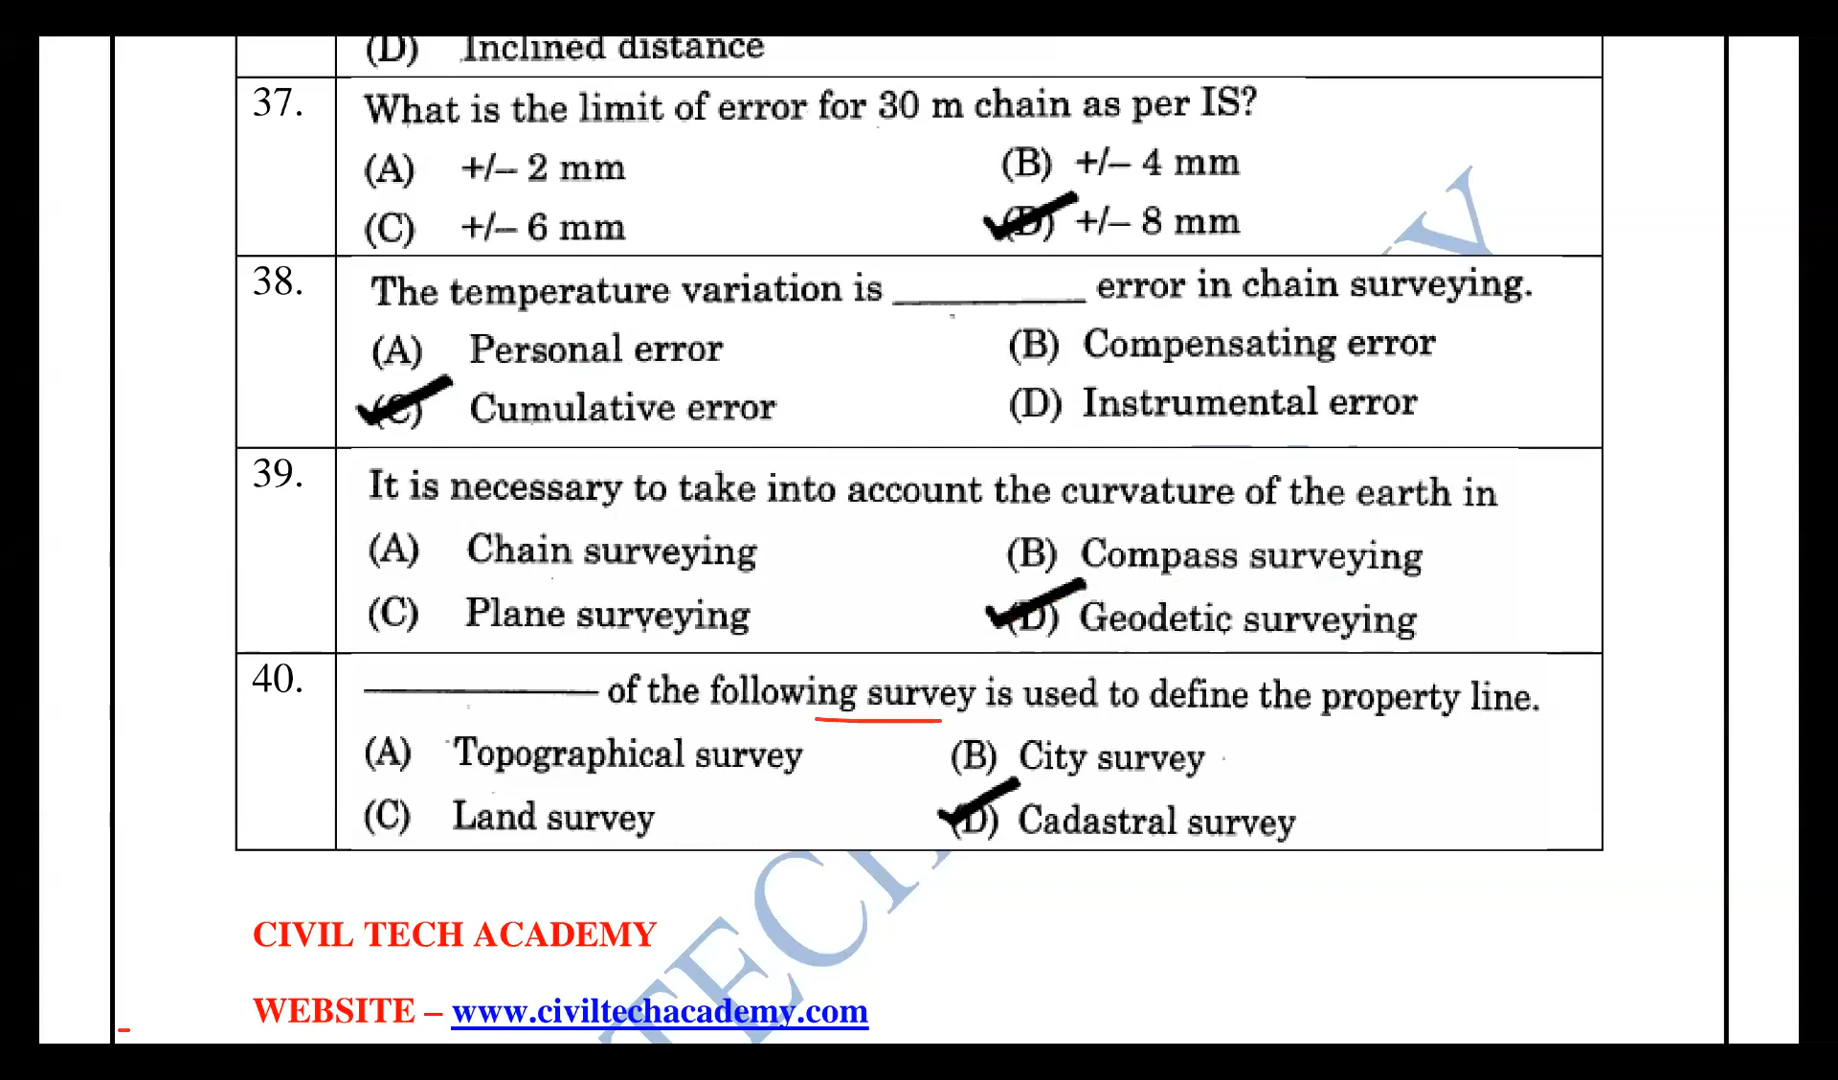 (D) Inclined distance
37. What is the limit of error for 30 m chain as per IS?
(A) +/– 2 mm (B) +/– 4 mm
(C) +/– 6 mm (D) +/– 8 mm
38. The temperature variation is __________ error in chain surveying.
(A) Personal error (B) Compensating error
(C) Cumulative error (D) Instrumental error
39. It is necessary to take into account the curvature of the earth in
(A) Chain surveying (B) Compass surveying
(C) Plane surveying (D) Geodetic surveying
40. ____________ of the following survey is used to define the property line.
(A) Topographical survey (B) City survey
(C) Land survey (D) Cadastral survey
CIVIL TECH ACADEMY
WEBSITE – www.civiltechacademy.com